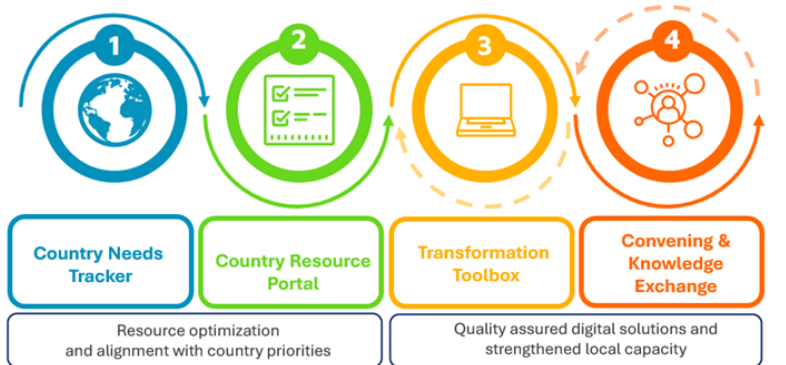 1
2
3
4
Country Needs
Tracker
Country Resource
Portal
Transformation
Toolbox
Convening &
Knowledge
Exchange
Resource optimization
and alignment with country priorities
Quality assured digital solutions and
strengthened local capacity